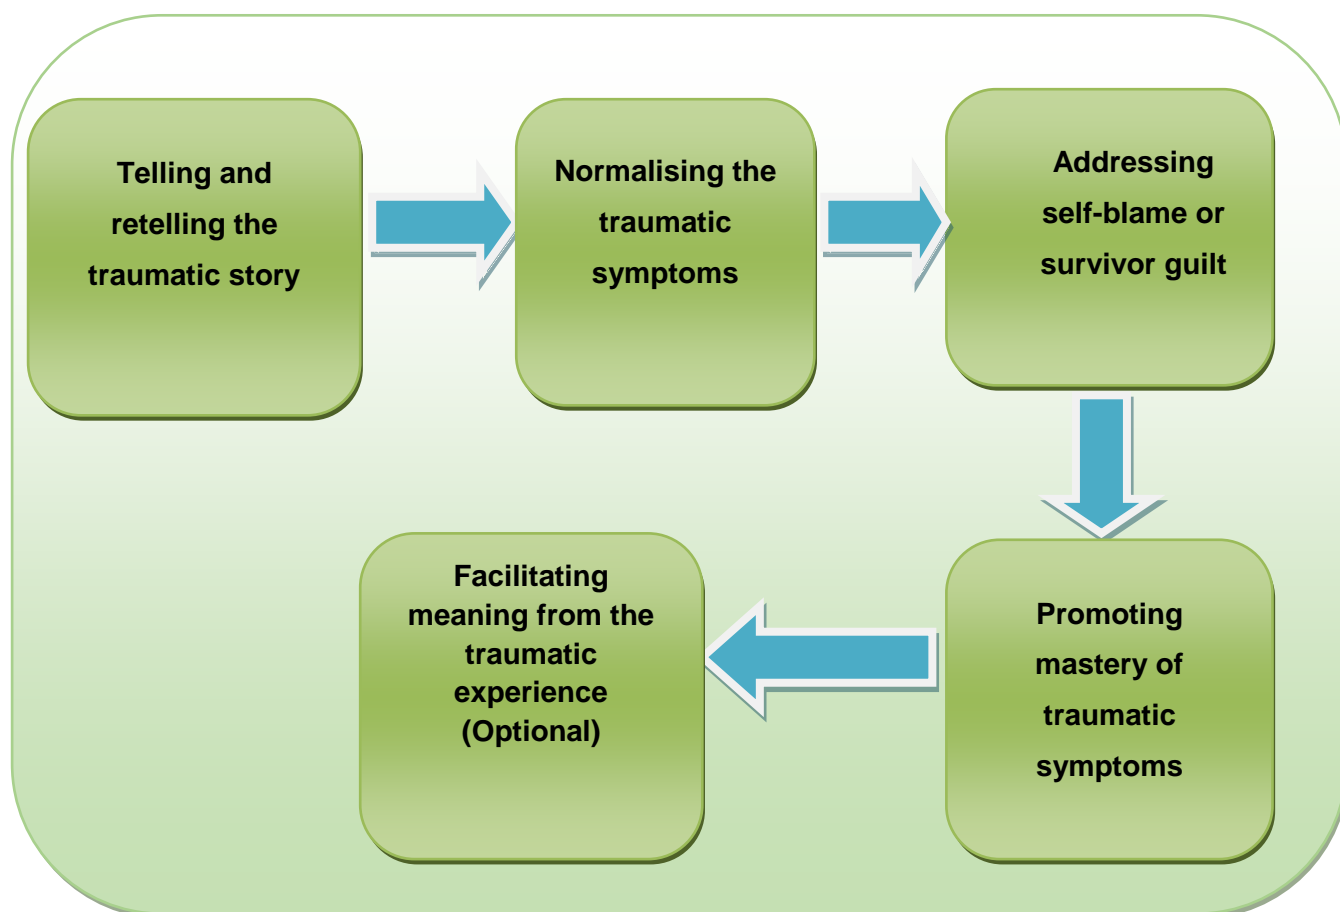 Telling and
retelling the
traumatic story
Normalising the
traumatic
symptoms
Addressing
self-blame or
survivor guilt
Promoting
mastery of
traumatic
symptoms
Facilitating
meaning from the
traumatic
experience
(Optional)